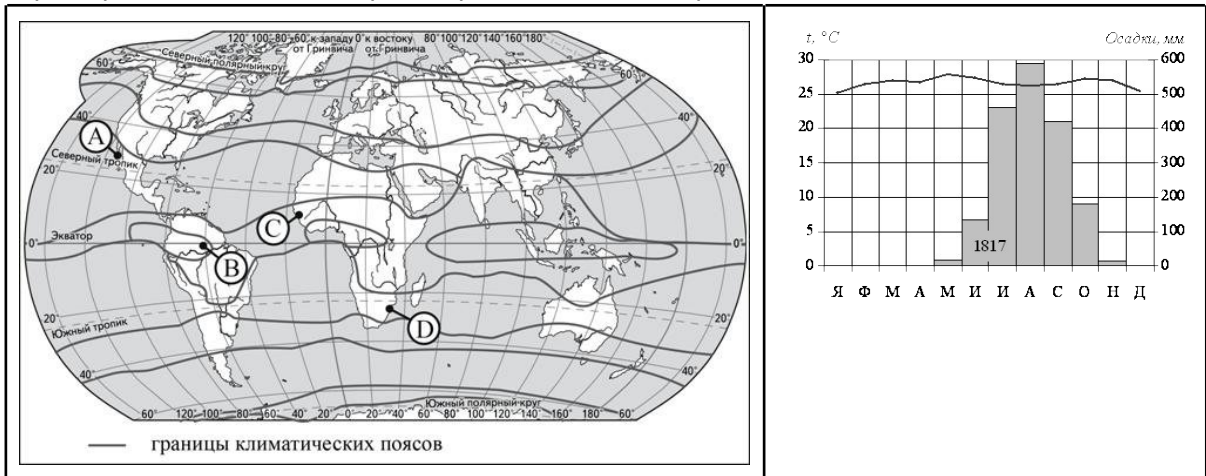 120° 100° 80° 60° к западу 0° к востоку 80° 100° 120° 140° 160° 180°
от Гринвича от Гринвича
Северный полярный круг
60° 60°
40° 40°
A
Северный тропик
20° 20°
C
Экватор
0° 0°
B
20° 20°
Южный тропик
D
40° 40°
Южный полярный круг
60° 120° 100° 80° 60° 40° 20° 0° 20° 40° 60° 80° 100° 120° 140° 160° 180° 60°
границы климатических поясов
t, °C Осадки, мм
30 600
25 500
20 400
15 300
10 200
5 100
0 0
1817
Я Ф М А М И И А С О Н Д